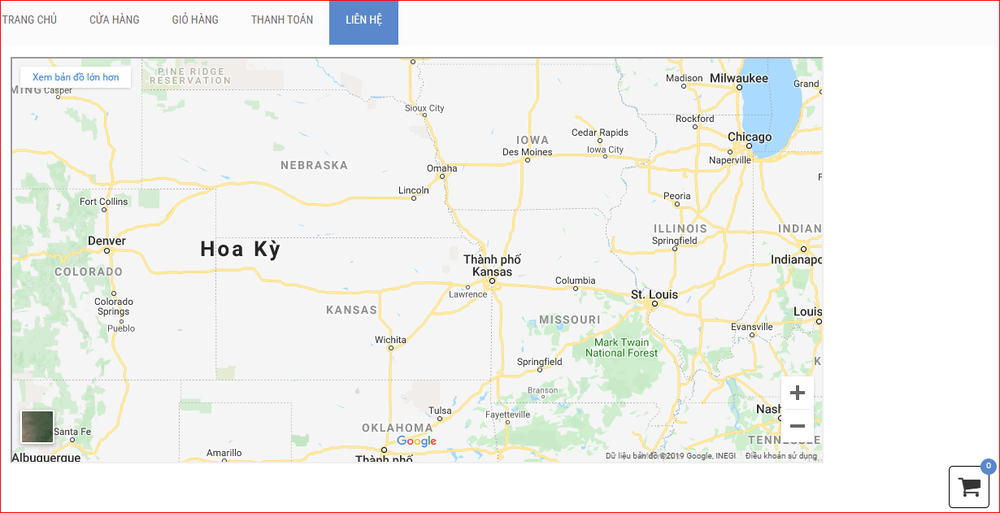 TRANG CHỦ
CỬA HÀNG
GIỎ HÀNG
THANH TOÁN
LIÊN HỆ
Xem bản đồ lớn hơn
PINE RIDGE
RESERVATION
MING
Casper
Sioux City
Madison
Milwaukee
Grand
Rockford
Cedar Rapids
Chicago
IOWA
Des Moines
Iowa City
Naperville
NEBRASKA
Omaha
Lincoln
Fort Collins
Peoria
ILLINOIS
INDIAN
Springfield
Denver
Hoa Kỳ
Thành phố
Kansas
Indianapo
COLORADO
Columbia
Lawrence
St. Louis
Colorado
Springs
KANSAS
MISSOURI
Louis
Pueblo
Evansville
Wichita
Mark Twain
National Forest
Springfield
K
Branson
Tulsa
Nash
Fayetteville
Santa Fe
OKLAHOMA
Google
TENNESSEE
Amarillo
Albuquerque
Thành phố
Dữ liệu bản đồ ©2019 Google, INEGI
Điều khoản sử dụng
0